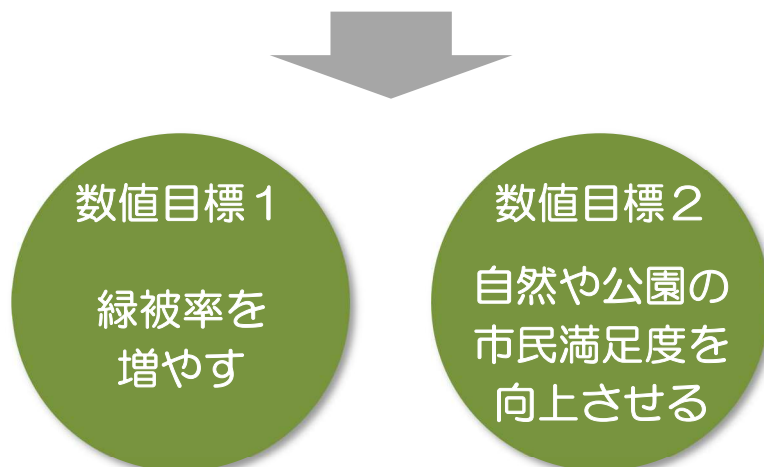 数値目標１
緑被率を
増やす
数値目標２
自然や公園の
市民満足度を
向上させる